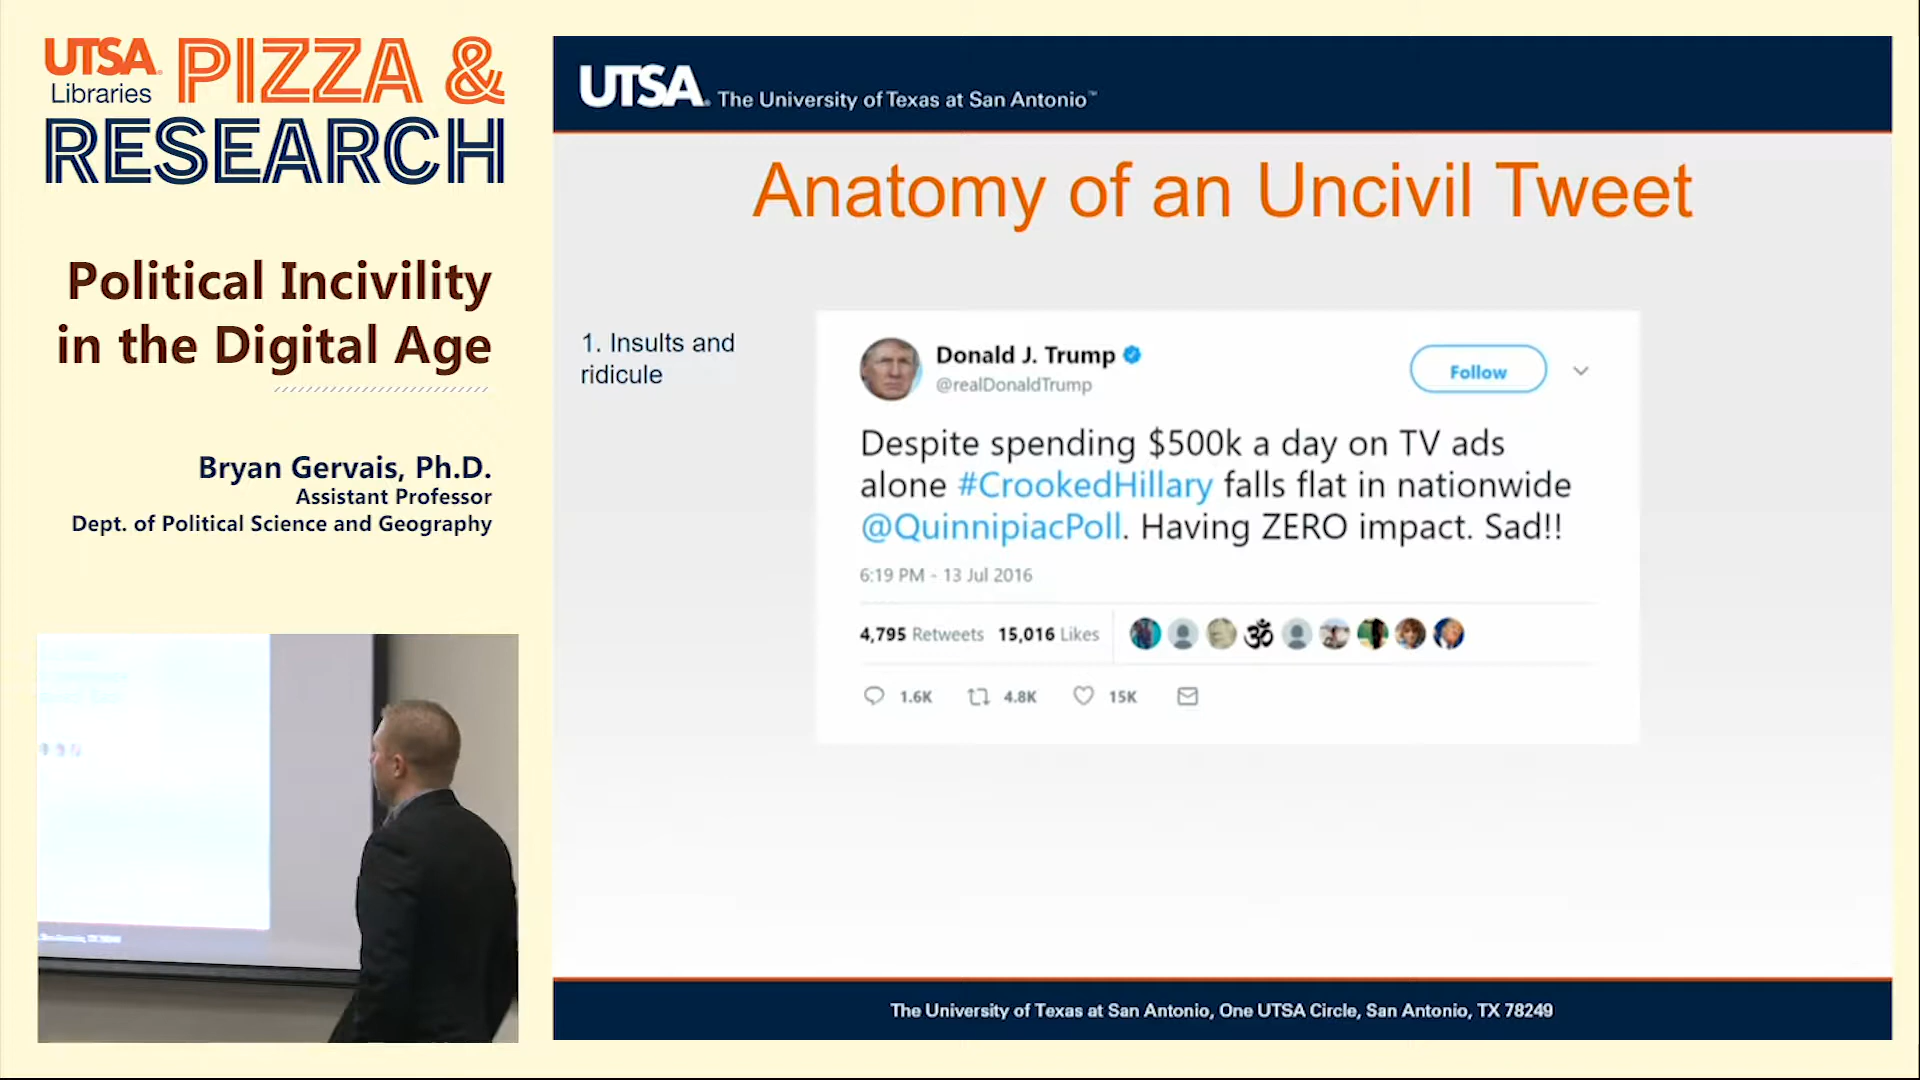 UTSA Libraries PIZZA &
RESEARCH
Political Incivility
in the Digital Age
Bryan Gervais, Ph.D.
Assistant Professor
Dept. of Political Science and Geography
UTSA. The University of Texas at San Antonio™
Anatomy of an Uncivil Tweet
1. Insults and
ridicule
Donald J. Trump
@realDonaldTrump
Follow
Despite spending $500k a day on TV ads
alone #CrookedHillary falls flat in nationwide
@QuinnipiacPoll. Having ZERO impact. Sad!!
6:19 PM - 13 Jul 2016
4,795 Retweets 15,016 Likes
ॐ
1.6K 4.8K 15K
The University of Texas at San Antonio, One UTSA Circle, San Antonio, TX 78249